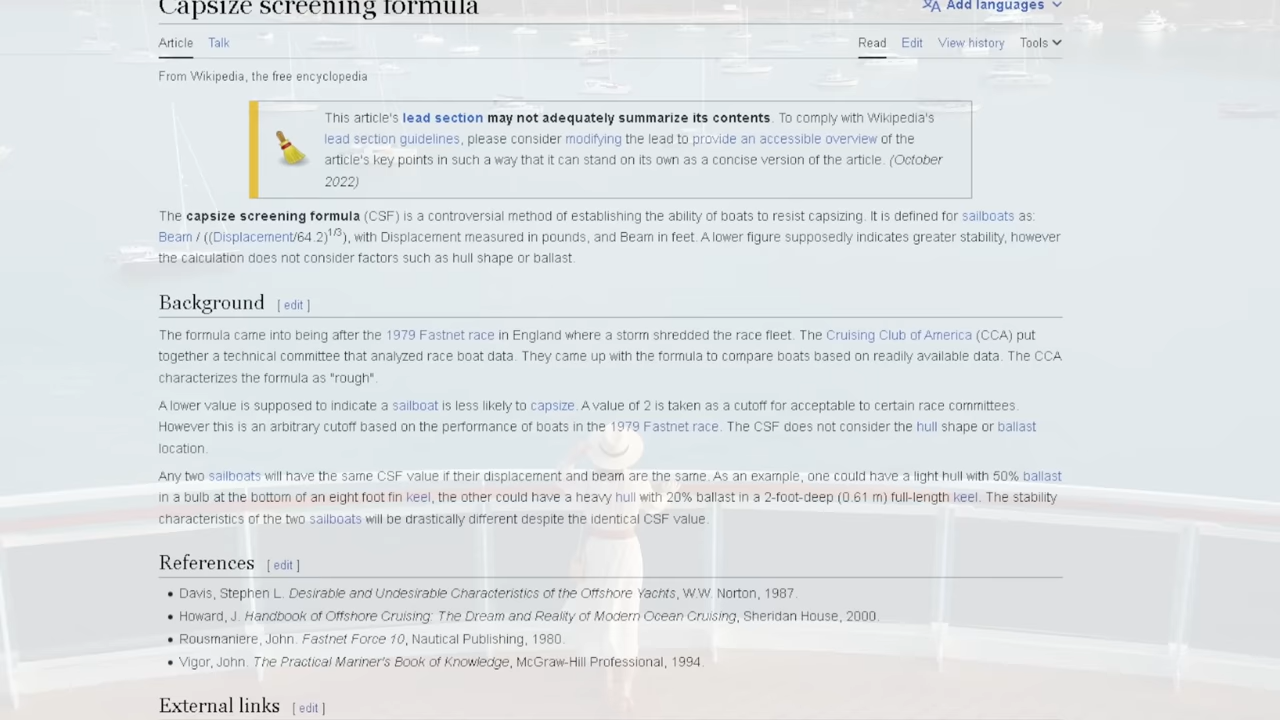 Capsize screening formula
Add languages
Article Talk
Read Edit View history Tools
From Wikipedia, the free encyclopedia
This article's lead section may not adequately summarize its contents. To comply with Wikipedia's
lead section guidelines, please consider modifying the lead to provide an accessible overview of the
article's key points in such a way that it can stand on its own as a concise version of the article. (October
2022)
The capsize screening formula (CSF) is a controversial method of establishing the ability of boats to resist capsizing. It is defined for sailboats as:
Beam / ((Displacement/64.2)1/3), with Displacement measured in pounds, and Beam in feet. A lower figure supposedly indicates greater stability, however
the calculation does not consider factors such as hull shape or ballast.
Background [ edit ]
The formula came into being after the 1979 Fastnet race in England where a storm shredded the race fleet. The Cruising Club of America (CCA) put
together a technical committee that analyzed race boat data. They came up with the formula to compare boats based on readily available data. The CCA
characterizes the formula as "rough".
A lower value is supposed to indicate a sailboat is less likely to capsize. A value of 2 is taken as a cutoff for acceptable to certain race committees.
However this is an arbitrary cutoff based on the performance of boats in the 1979 Fastnet race. The CSF does not consider the hull shape or ballast
location.
Any two sailboats will have the same CSF value if their displacement and beam are the same. As an example, one could have a light hull with 50% ballast
in a bulb at the bottom of an eight foot fin keel, the other could have a heavy hull with 20% ballast in a 2-foot-deep (0.61 m) full-length keel. The stability
characteristics of the two sailboats will be drastically different despite the identical CSF value.
References [ edit ]
• Davis, Stephen L. Desirable and Undesirable Characteristics of the Offshore Yachts, W.W. Norton, 1987.
• Howard, J. Handbook of Offshore Cruising: The Dream and Reality of Modern Ocean Cruising, Sheridan House, 2000.
• Rousmaniere, John. Fastnet Force 10, Nautical Publishing, 1980.
• Vigor, John. The Practical Mariner's Book of Knowledge, McGraw-Hill Professional, 1994.
External links [ edit ]